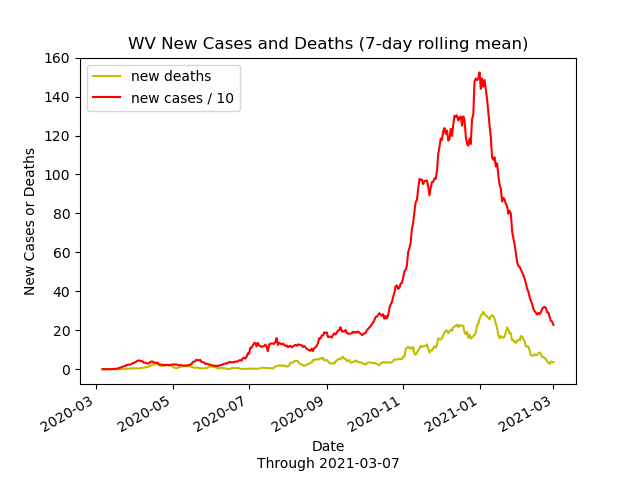 WV New Cases and Deaths (7-day rolling mean)
new deaths
new cases / 10
New Cases or Deaths
160
140
120
100
80
60
40
20
0
2020-03
2020-05
2020-07
2020-09
2020-11
2021-01
2021-03
Date
Through 2021-03-07